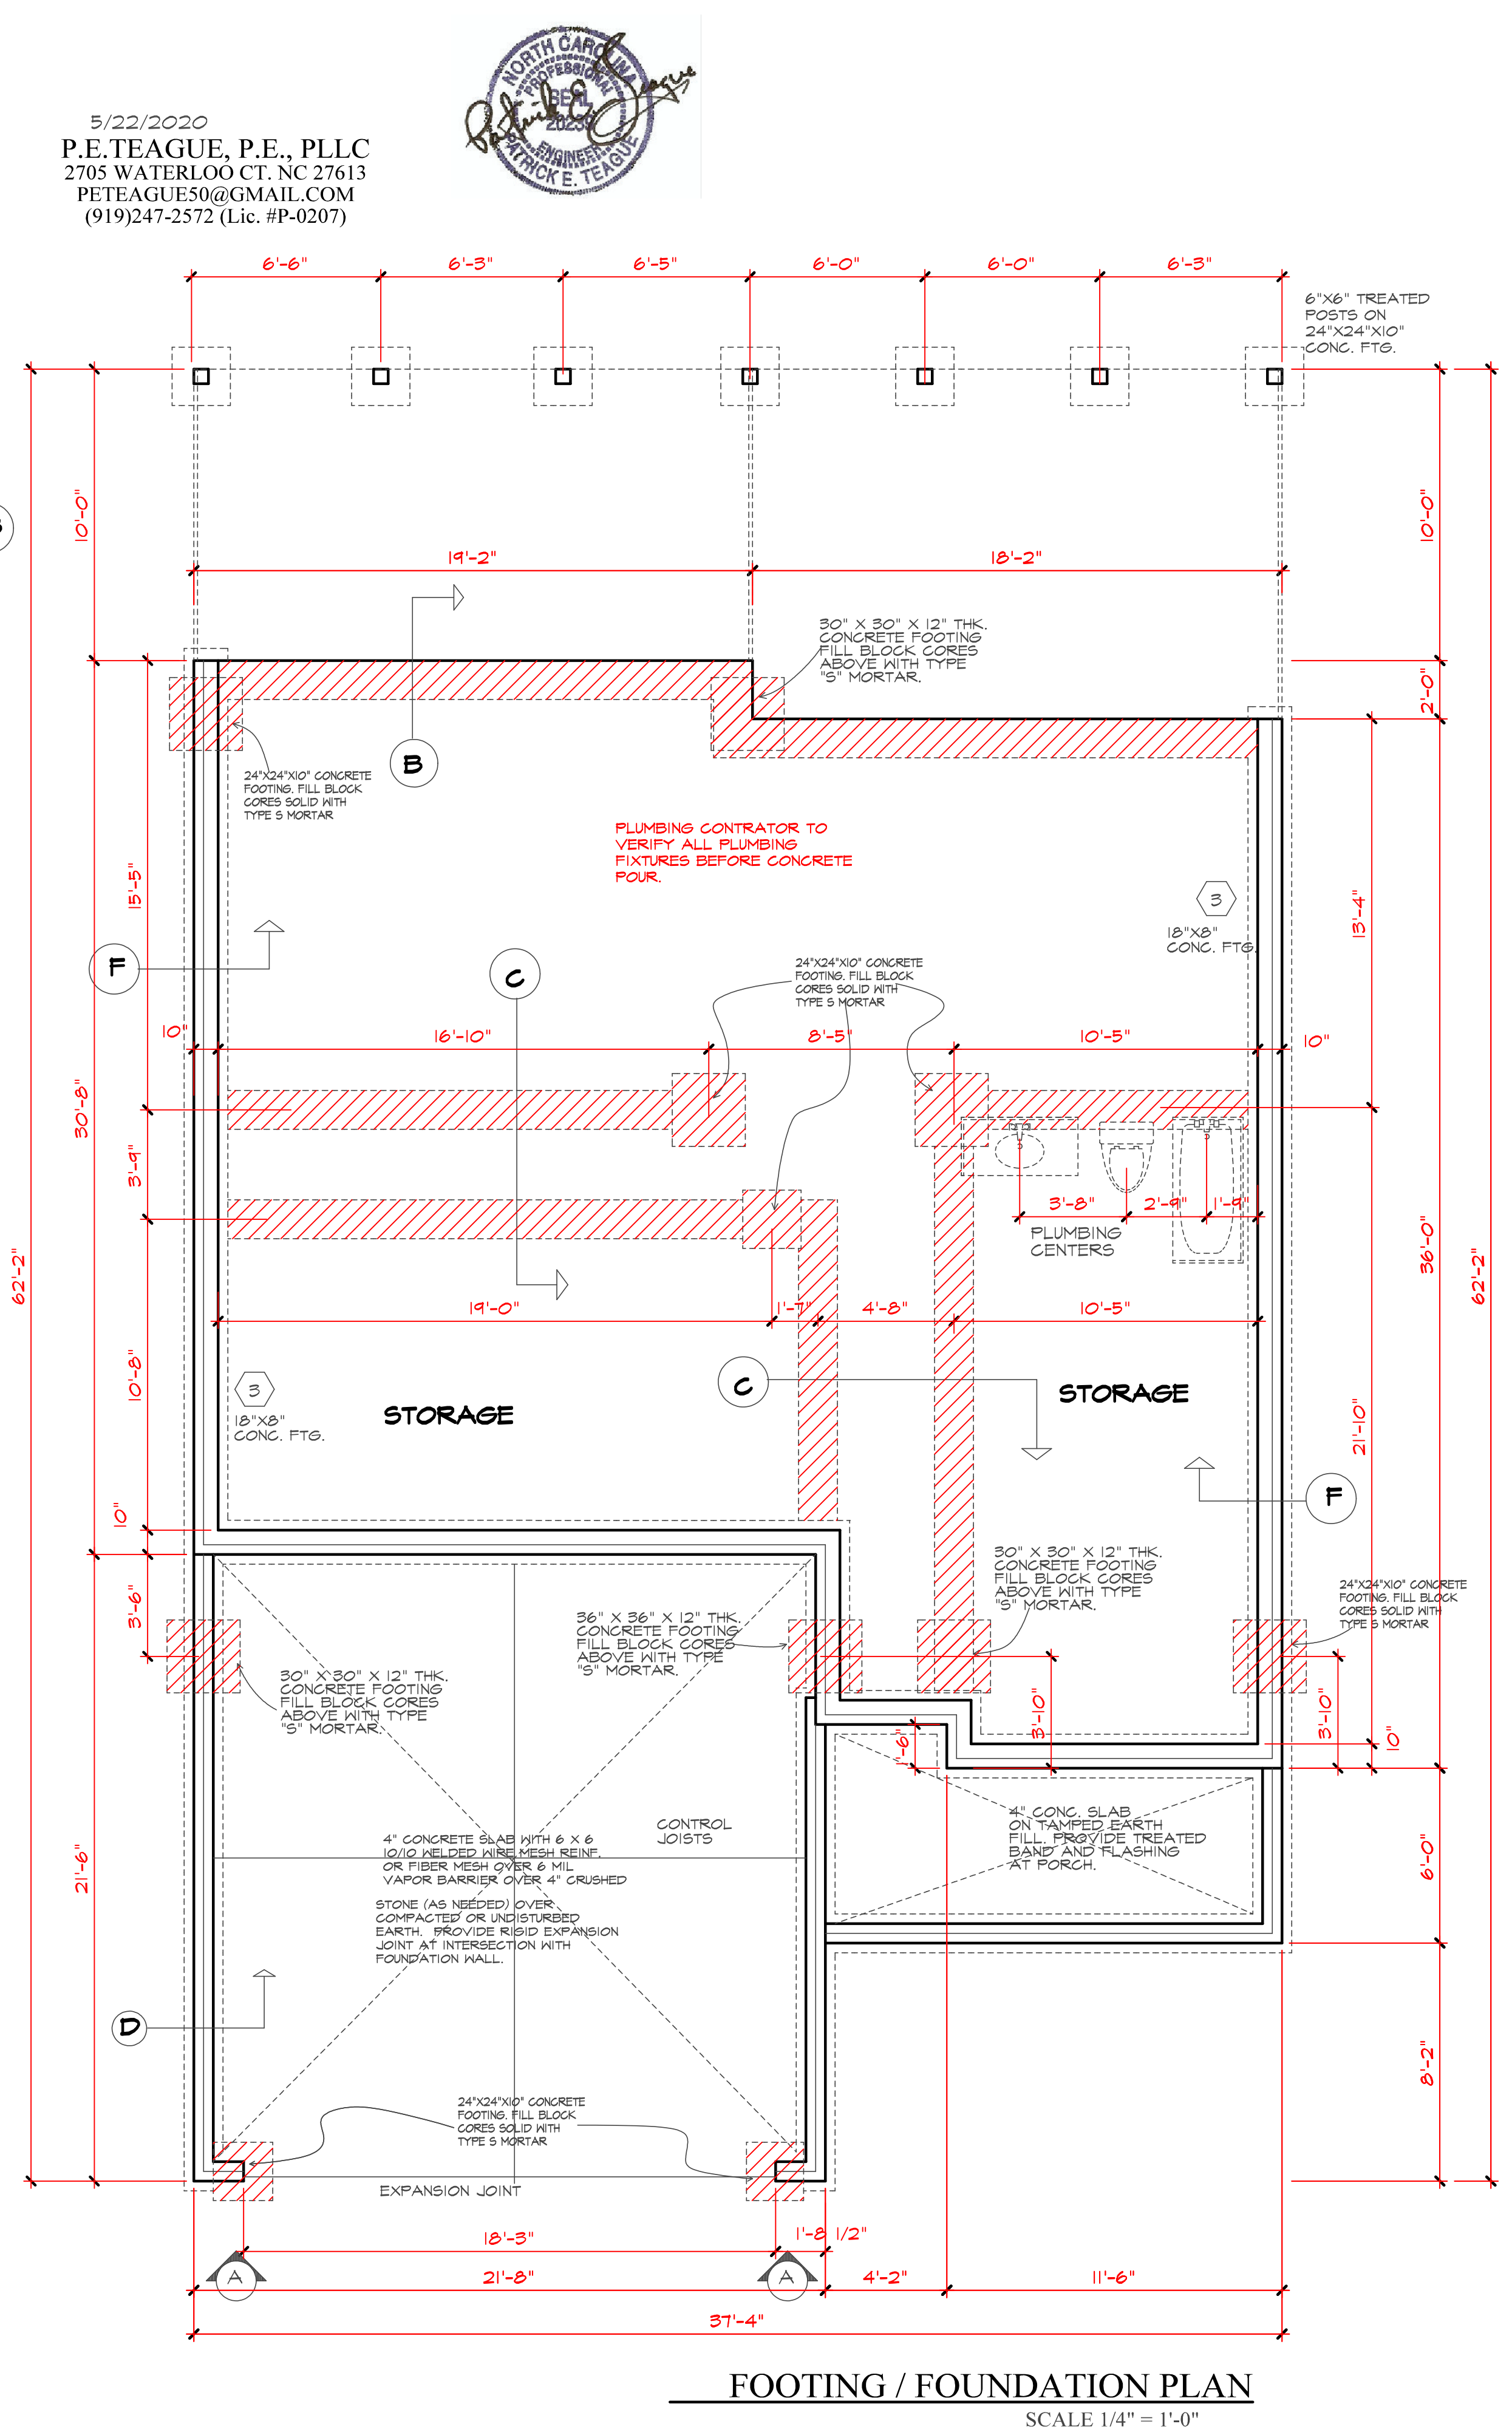 NORTH CAROLINA
PROFESSIONAL
SEAL
20239
ENGINEER
PATRICK E. TEAGUE
Patrick E. Teague
5/22/2020
P.E.TEAGUE, P.E., PLLC
2705 WATERLOO CT. NC 27613
PETEAGUE50@GMAIL.COM
(919)247-2572 (Lic. #P-0207)
6'-6" 6'-3" 6'-5" 6'-0" 6'-0" 6'-3"
6"X6" TREATED
POSTS ON
24"X24"X10"
CONC. FTG.
10'-0"
10'-0"
19'-2" 18'-2"
30" X 30" X 12" THK.
CONCRETE FOOTING
FILL BLOCK CORES
ABOVE WITH TYPE
"S" MORTAR.
2'-0"
B
24"X24"X10" CONCRETE
FOOTING. FILL BLOCK
CORES SOLID WITH
TYPE S MORTAR
PLUMBING CONTRATOR TO
VERIFY ALL PLUMBING
FIXTURES BEFORE CONCRETE
POUR.
15'-5"
13'-4"
3
18"X8"
CONC. FTG.
F
C
24"X24"X10" CONCRETE
FOOTING. FILL BLOCK
CORES SOLID WITH
TYPE S MORTAR
10" 16'-10" 8'-5" 10'-5" 10"
30'-8"
3'-9"
3'-8" 2'-9" 1'-9"
PLUMBING
CENTERS
62'-2"
36'-0"
62'-2"
19'-0" 1'-7" 4'-8" 10'-5"
10'-8"
3
18"X8"
CONC. FTG.
STORAGE
C
STORAGE
21'-10"
F
10"
3'-6"
30" X 30" X 12" THK.
CONCRETE FOOTING
FILL BLOCK CORES
ABOVE WITH TYPE
"S" MORTAR.
24"X24"X10" CONCRETE
FOOTING. FILL BLOCK
CORES SOLID WITH
TYPE S MORTAR
36" X 36" X 12" THK.
CONCRETE FOOTING
FILL BLOCK CORES
ABOVE WITH TYPE
"S" MORTAR.
30" X 30" X 12" THK.
CONCRETE FOOTING
FILL BLOCK CORES
ABOVE WITH TYPE
"S" MORTAR.
3'-10"
3'-10"
10"
1'-6"
CONTROL
JOISTS
4" CONC. SLAB
ON TAMPED EARTH
FILL. PROVIDE TREATED
BAND AND FLASHING
AT PORCH.
4" CONCRETE SLAB WITH 6 X 6
10/10 WELDED WIRE MESH REINF.
OR FIBER MESH OVER 6 MIL
VAPOR BARRIER OVER 4" CRUSHED
STONE (AS NEEDED) OVER
COMPACTED OR UNDISTURBED
EARTH. PROVIDE RIGID EXPANSION
JOINT AT INTERSECTION WITH
FOUNDATION WALL.
21'-6"
6'-0"
8'-2"
D
24"X24"X10" CONCRETE
FOOTING. FILL BLOCK
CORES SOLID WITH
TYPE S MORTAR
EXPANSION JOINT
18'-3" 1'-8 1/2"
A A
21'-8" 4'-2" 11'-6"
37'-4"
FOOTING / FOUNDATION PLAN
SCALE 1/4" = 1'-0"